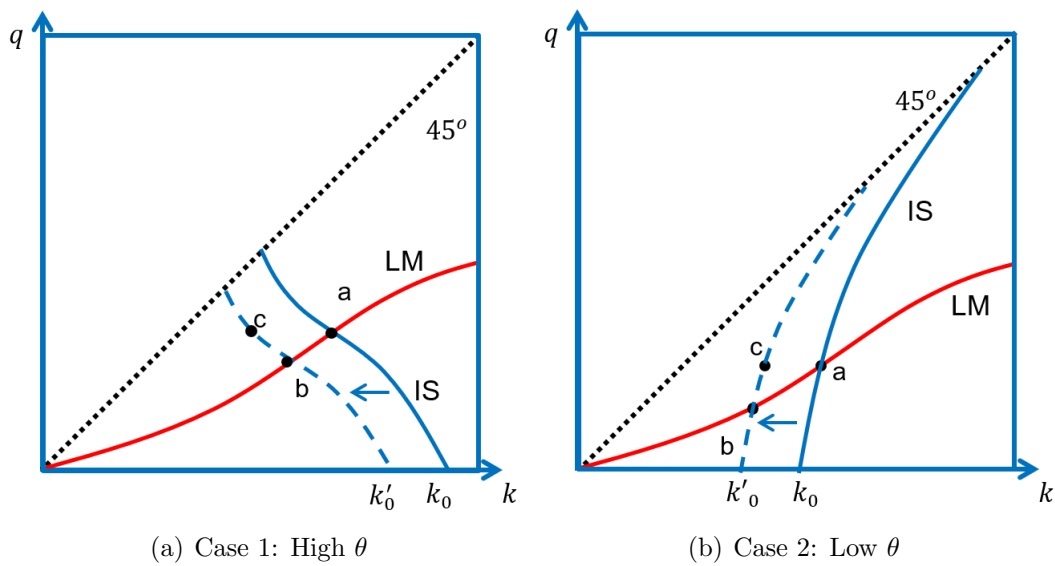 q
45°
LM
a
c
b
IS
k′₀
k₀
k
(a) Case 1: High θ
q
45°
IS
LM
c
a
b
k′₀
k₀
k
(b) Case 2: Low θ